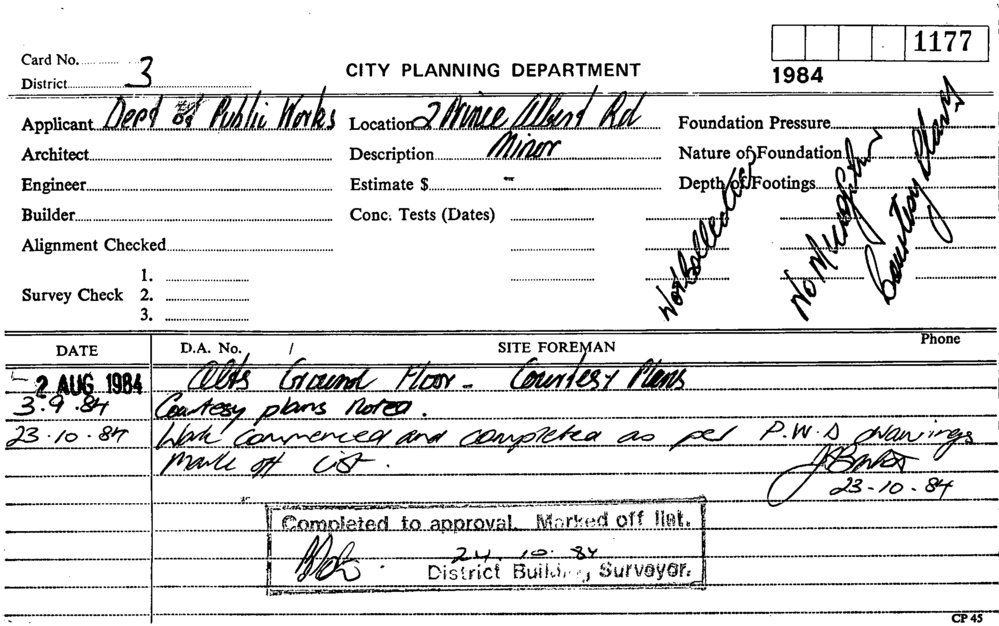 1177
1984
Card No.
District 3
CITY PLANNING DEPARTMENT
Applicant Dept of Public Works
Location 2 Prince Albert Rd
Foundation Pressure
Architect
Description Minor
Nature of Foundation
Engineer
Estimate $ -
Depth of Footings
Builder
Conc. Tests (Dates)
Alignment Checked
1.
Survey Check 2.
3.
Not Collected
No
Courtesy Plans
DATE D.A. No. / SITE FOREMAN Phone
- 2 AUG 1984 Alts Ground Floor - Courtesy Plans
3.9.84 Courtesy plans noted.
23.10.84 Work commenced and completed as per P.W.D drawings
Mark off list.
23-10-84
Completed to approval. Marked off list.
24.10.84
District Building Surveyor.
CP 45